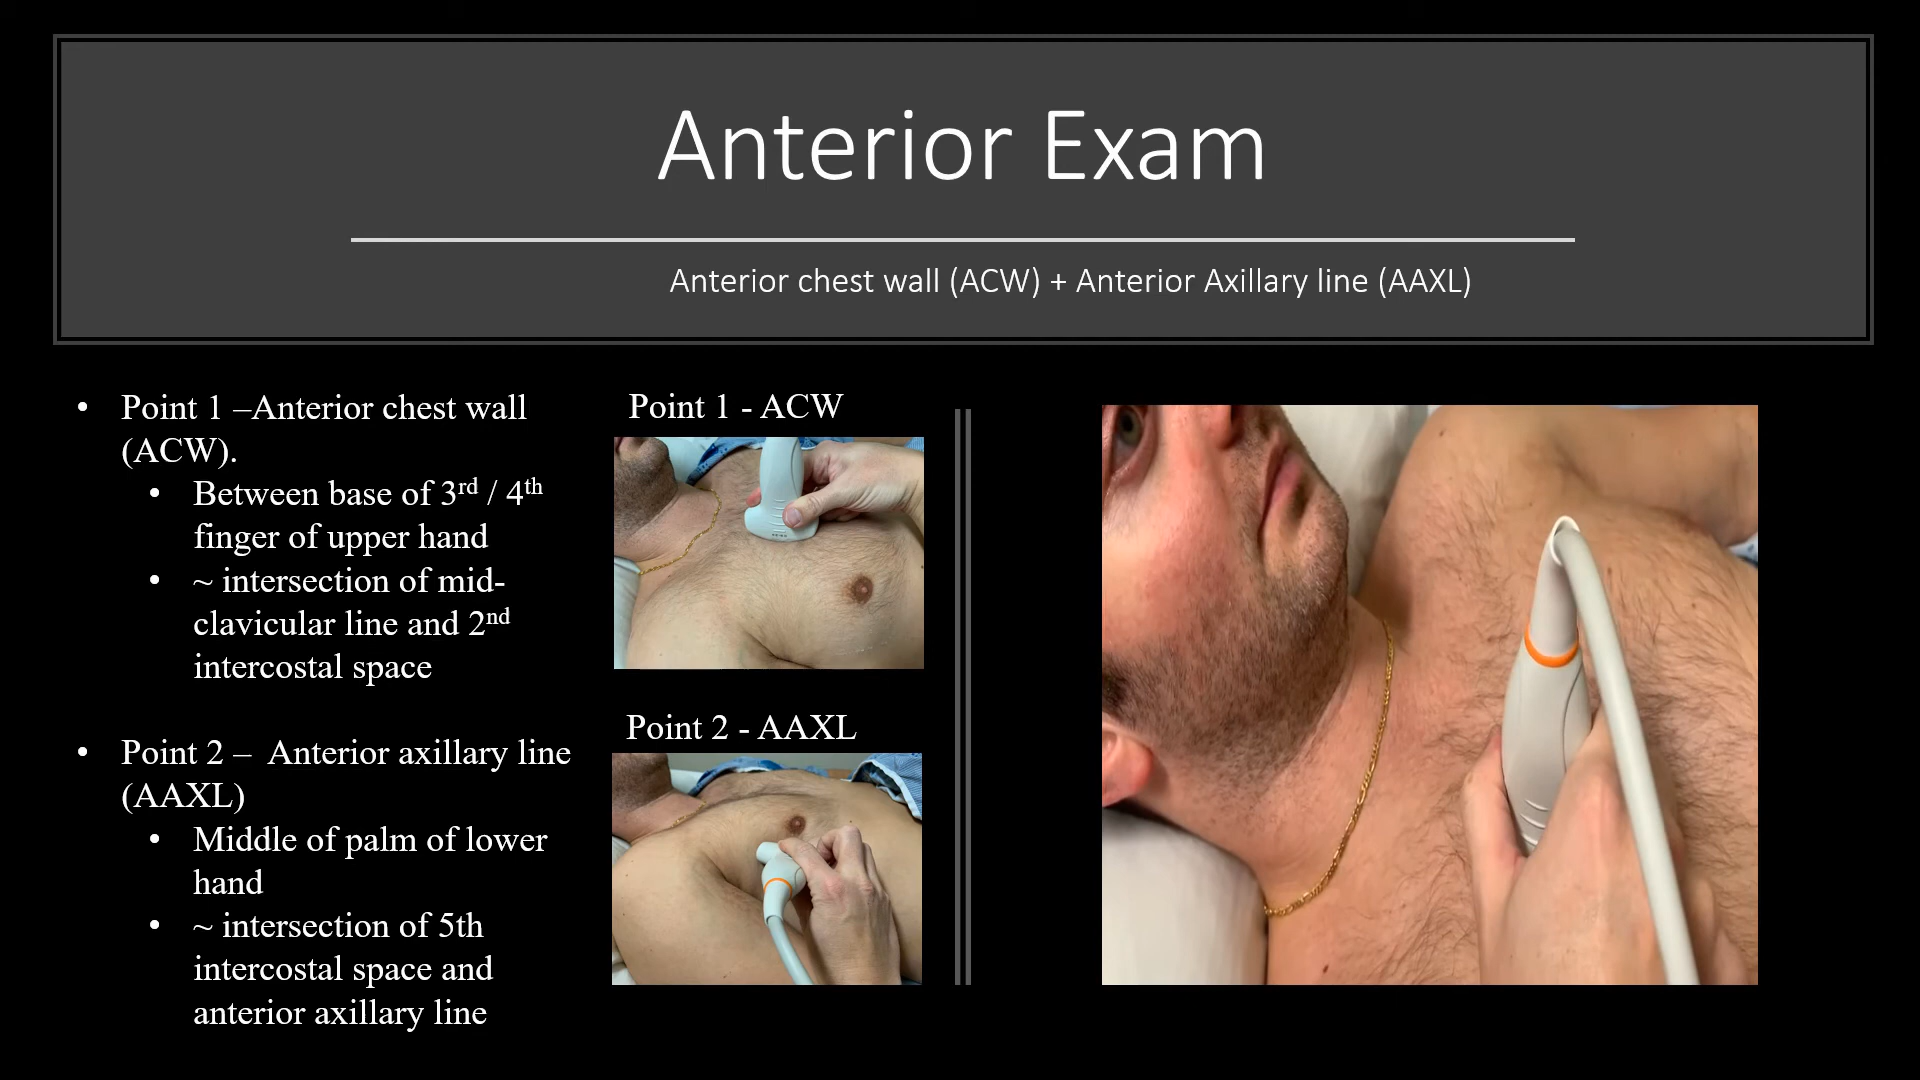 Anterior Exam
Anterior chest wall (ACW) + Anterior Axillary line (AAXL)
• Point 1 –Anterior chest wall
(ACW).
• Between base of 3rd / 4th
finger of upper hand
• ~ intersection of mid-
clavicular line and 2nd
intercostal space
• Point 2 – Anterior axillary line
(AAXL)
• Middle of palm of lower
hand
• ~ intersection of 5th
intercostal space and
anterior axillary line
Point 1 - ACW
Point 2 - AAXL